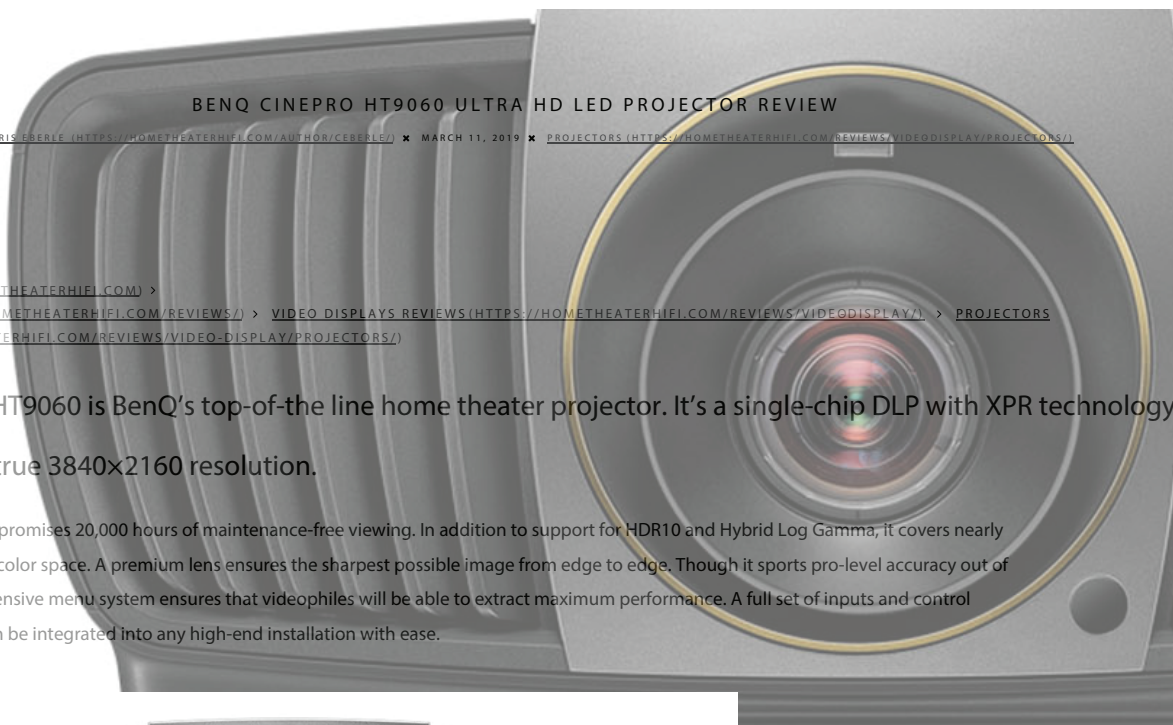 BENQ CINEPRO HT9060 ULTRA HD LED PROJECTOR REVIEW
EBERLE (HTTPS://HOMETHEATERHIFI.COM/AUTHOR/CEBERLE/) ✖ MARCH 11, 2019 ✖ PROJECTORS (HTTPS://HOMETHEATERHIFI.COM/REVIEWS/VIDEODISPLAY/PROJECTORS/)
THEATERHIFI.COM) >
METHEATERHIFI.COM/REVIEWS/) > VIDEO DISPLAYS REVIEWS(HTTPS://HOMETHEATERHIFI.COM/REVIEWS/VIDEODISPLAY/) > PROJECTORS
ERHIFI.COM/REVIEWS/VIDEO-DISPLAY/PROJECTORS/)
HT9060 is BenQ’s top-of-the line home theater projector. It’s a single-chip DLP with XPR technology
true 3840×2160 resolution.
promises 20,000 hours of maintenance-free viewing. In addition to support for HDR10 and Hybrid Log Gamma, it covers nearly
color space. A premium lens ensures the sharpest possible image from edge to edge. Though it sports pro-level accuracy out of
ensive menu system ensures that videophiles will be able to extract maximum performance. A full set of inputs and control
be integrated into any high-end installation with ease.